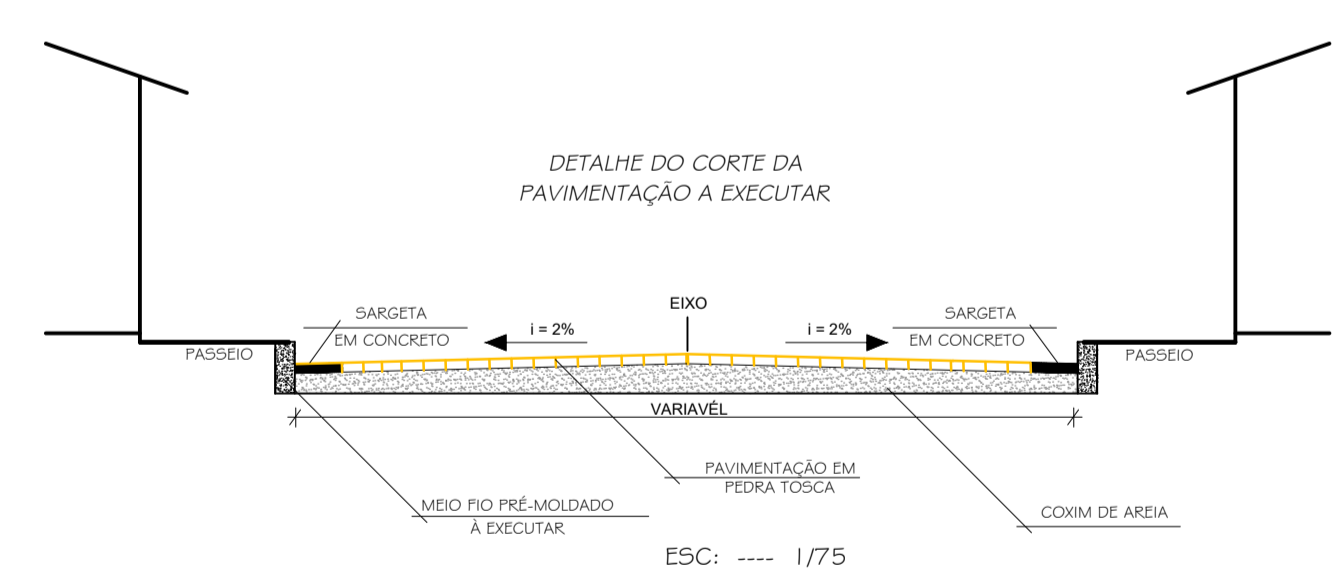 DETALHE DO CORTE DA
PAVIMENTAÇÃO A EXECUTAR
EIXO
SARGETA
EM CONCRETO
i = 2%
i = 2%
SARGETA
EM CONCRETO
PASSEIO
PASSEIO
VARIAVÉL
PAVIMENTAÇÃO EM
PEDRA TOSCA
MEIO FIO PRÉ-MOLDADO
À EXECUTAR
COXIM DE AREIA
ESC: ---- 1/75